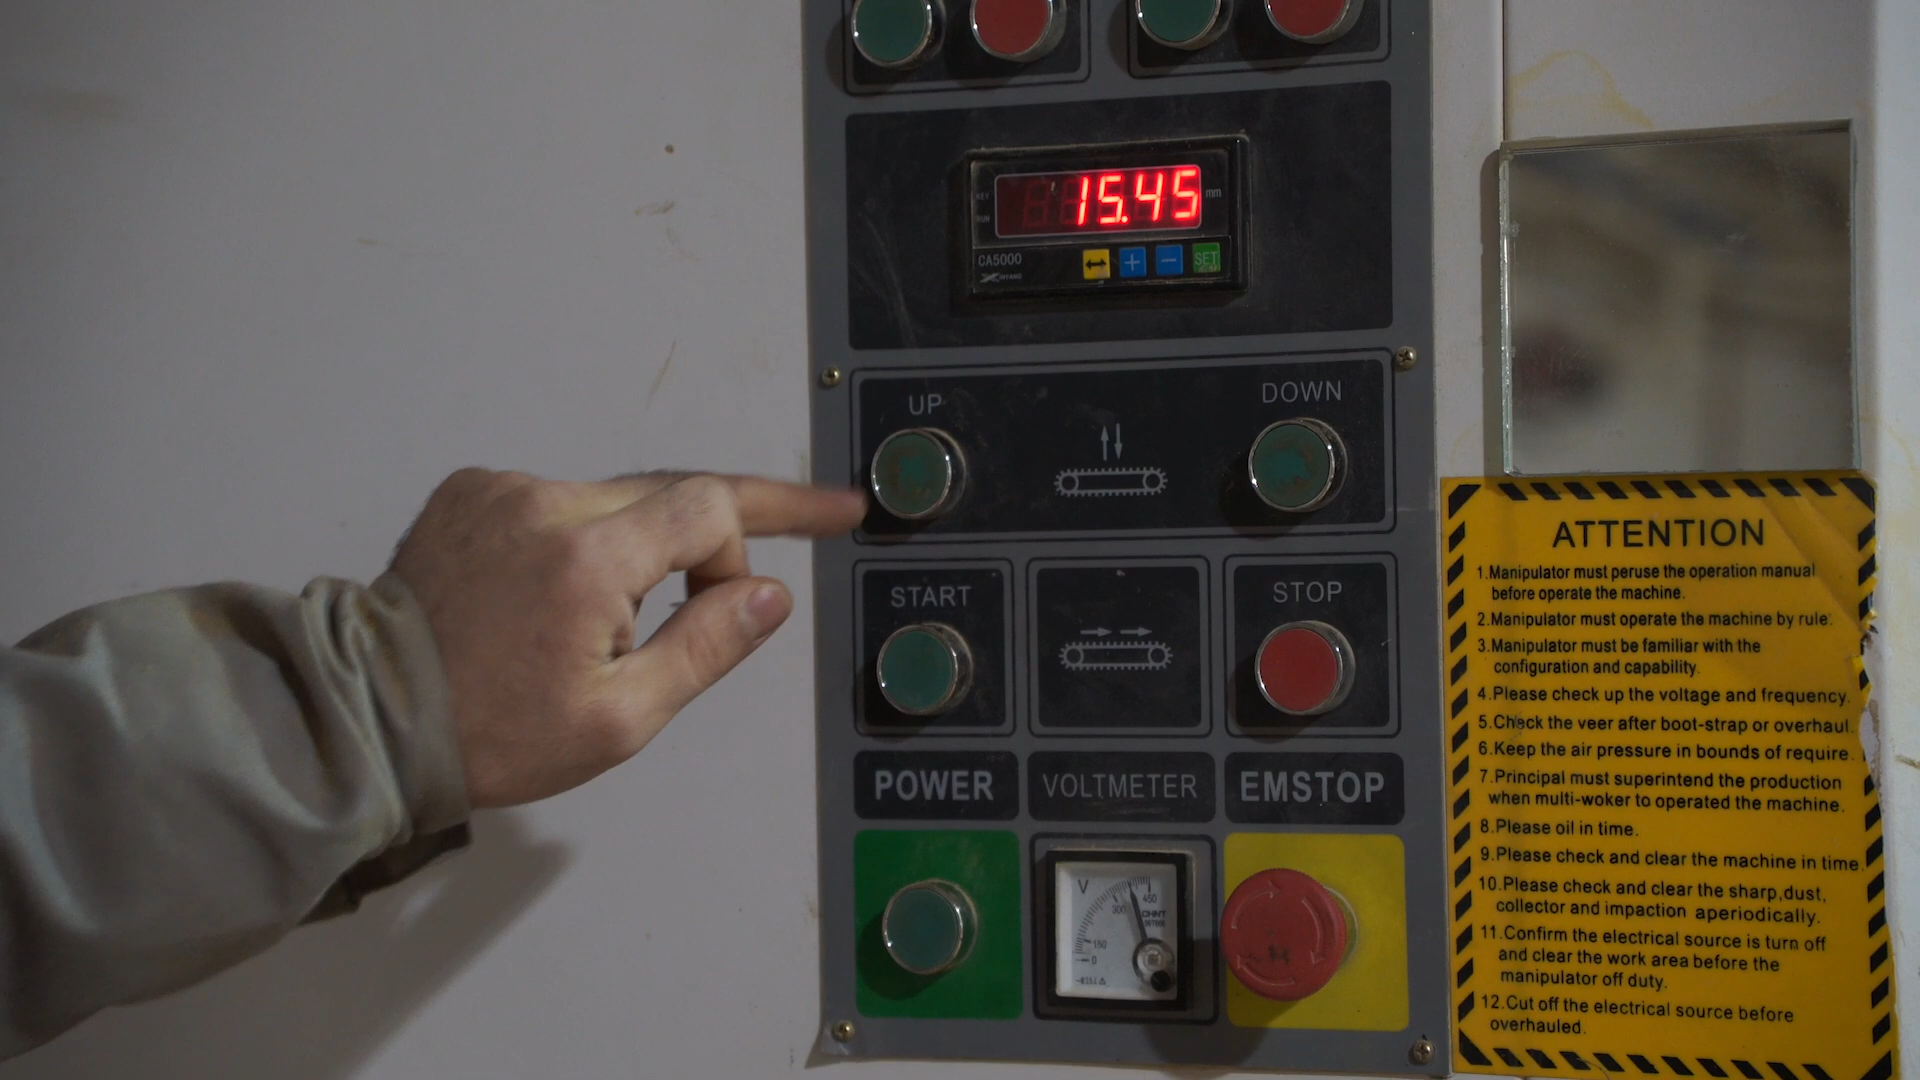 15.45 mm
CA5000
+ − SET
UP
DOWN
START
STOP
POWER
VOLTMETER
EMSTOP
V
450
300
CHNT
150
0
ATTENTION
1.Manipulator must peruse the operation manual
before operate the machine.
2.Manipulator must operate the machine by rule.
3.Manipulator must be familiar with the
configuration and capability.
4.Please check up the voltage and frequency.
5.Check the veer after boot-strap or overhaul.
6.Keep the air pressure in bounds of require.
7.Principal must superintend the production
when multi-woker to operated the machine.
8.Please oil in time.
9.Please check and clear the machine in time
10.Please check and clear the sharp,dust,
collector and impaction aperiodically.
11.Confirm the electrical source is turn off
and clear the work area before the
manipulator off duty.
12.Cut off the electrical source before
overhauled.